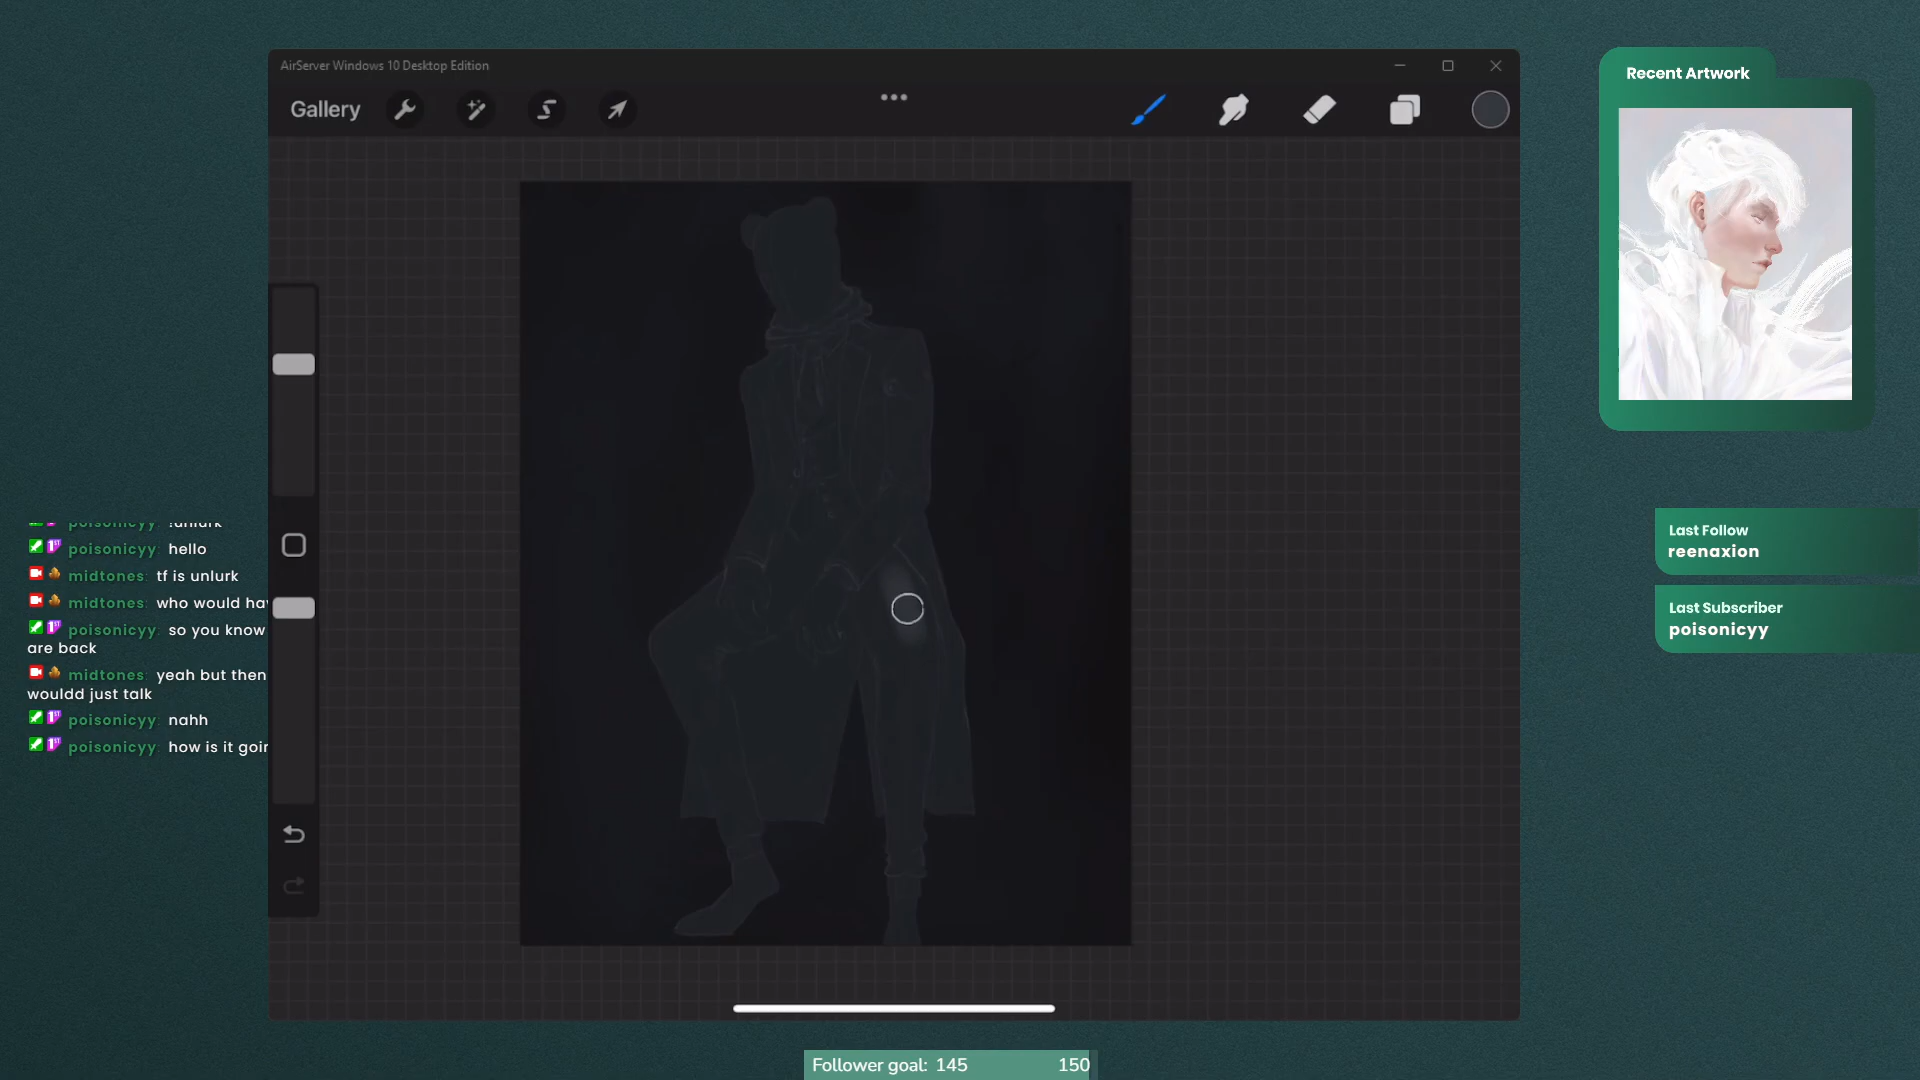 AirServer Windows 10 Desktop Edition
Gallery
Recent Artwork
poisonicyy: !unlurk
poisonicyy: hello
midtones: tf is unlurk
midtones: who would
poisonicyy: so you know
are back
midtones: yeah but then
wouldd just talk
poisonicyy: nahh
poisonicyy: how is it
Last Follow
reenaxion
Last Subscriber
poisonicyy
Follower goal: 145 150